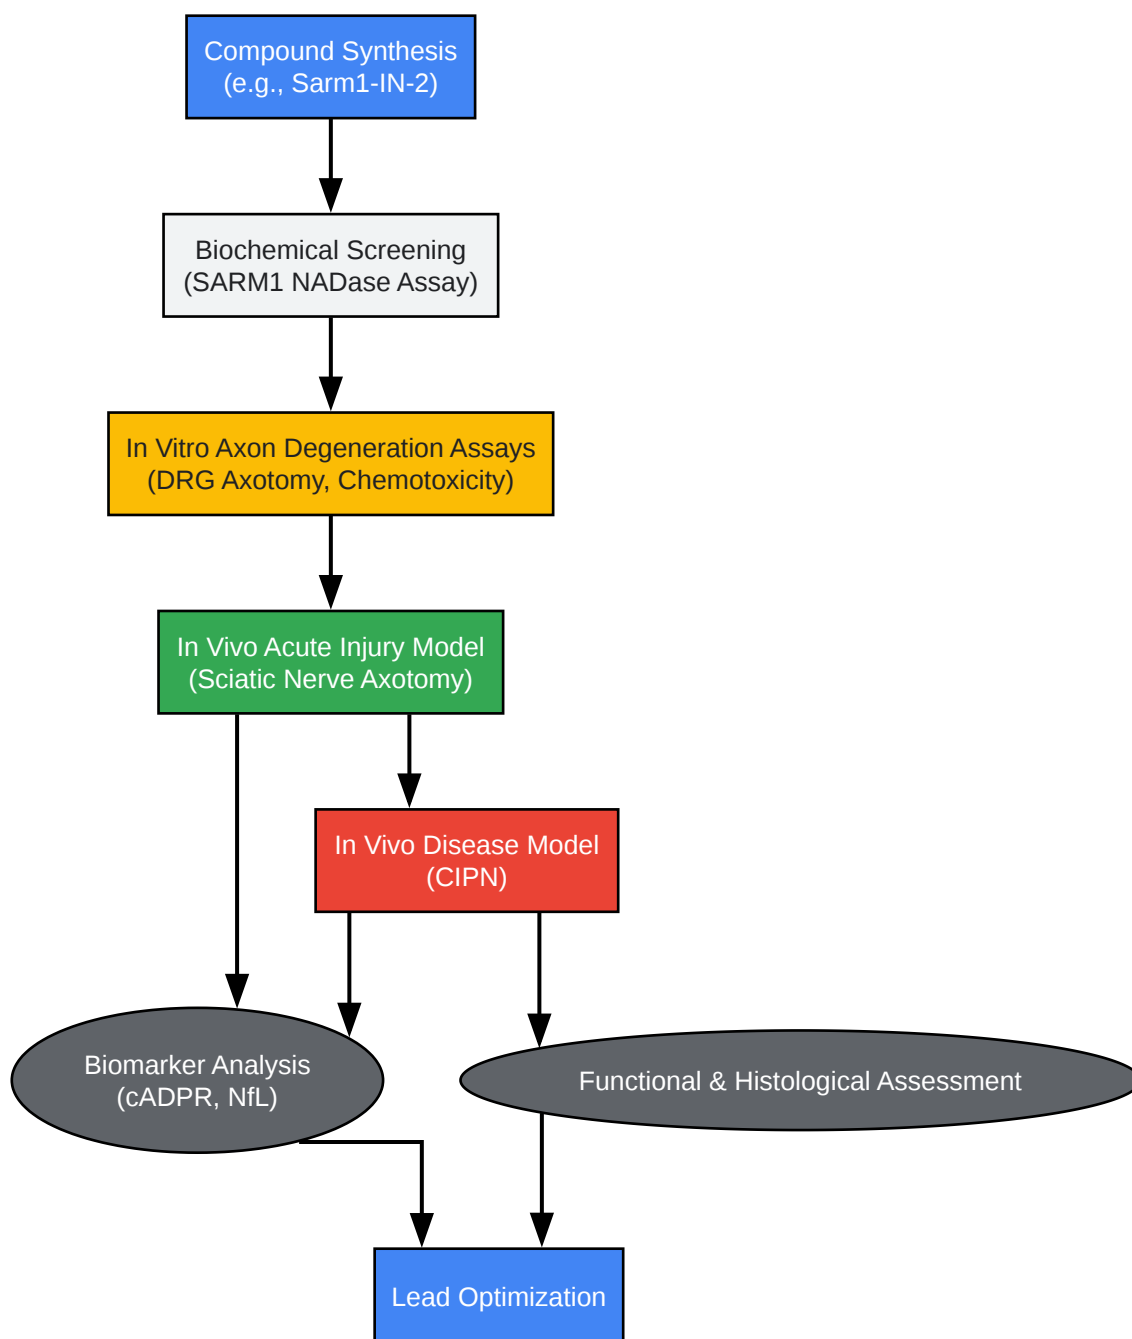 Compound Synthesis
(e.g., Sarm1-IN-2)
Biochemical Screening
(SARM1 NADase Assay)
In Vitro Axon Degeneration Assays
(DRG Axotomy, Chemotoxicity)
In Vivo Acute Injury Model
(Sciatic Nerve Axotomy)
In Vivo Disease Model
(CIPN)
Biomarker Analysis
(cADPR, NfL)
Functional & Histological Assessment
Lead Optimization